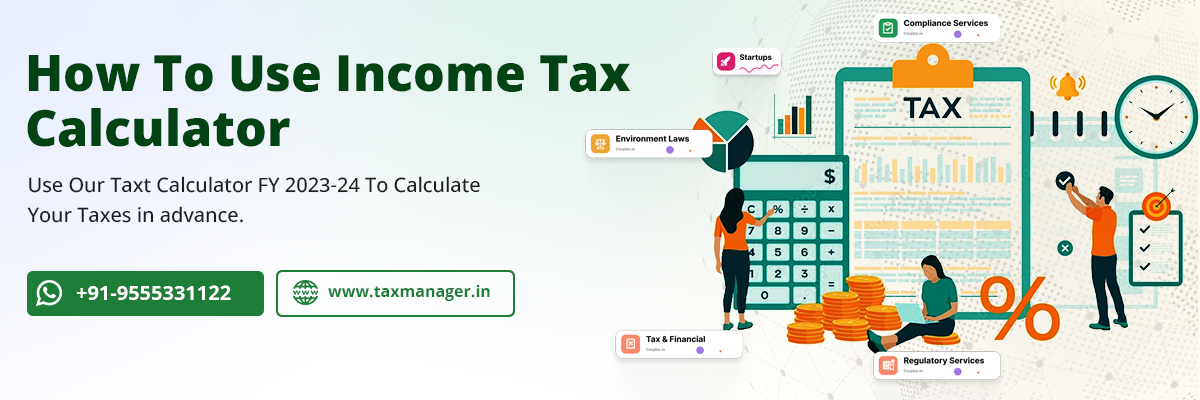 How To Use Income Tax
Calculator
Use Our Taxt Calculator FY 2023-24 To Calculate
Your Taxes in advance.
+91-9555331122
www.taxmanager.in
Compliance Services
Startups
Environment Laws
TAX
$
C % ÷ x
7 8 9 −
4 5 6 +
1 2 3 =
0 .
%
Tax & Financial
Regulatory Services